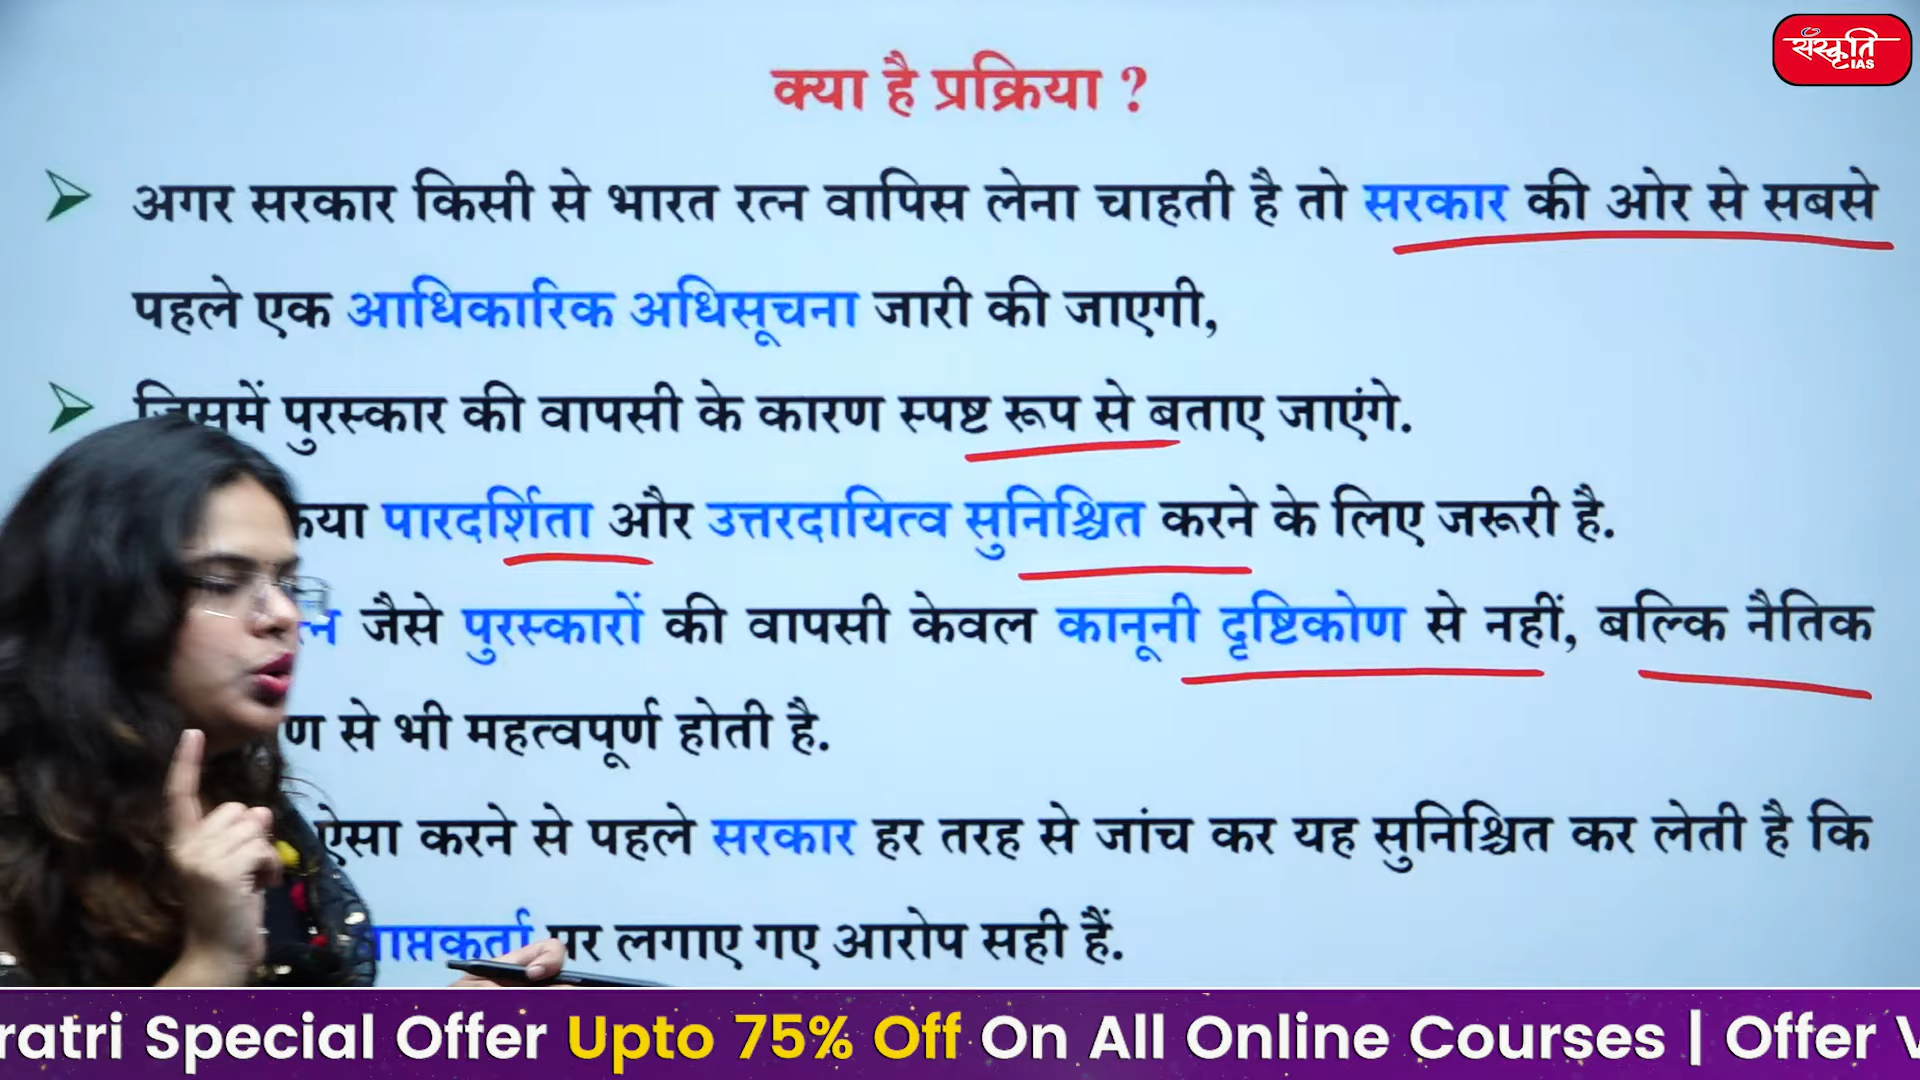 संस्कृति
IAS
क्या है प्रक्रिया ?
अगर सरकार किसी से भारत रत्न वापिस लेना चाहती है तो सरकार की ओर से सबसे
पहले एक आधिकारिक अधिसूचना जारी की जाएगी,
जिसमें पुरस्कार की वापसी के कारण स्पष्ट रूप से बताए जाएंगे.
पारदर्शिता और उत्तरदायित्व सुनिश्चित करने के लिए जरूरी है.
जैसे पुरस्कारों की वापसी केवल कानूनी दृष्टिकोण से नहीं, बल्कि नैतिक
से भी महत्वपूर्ण होती है.
ऐसा करने से पहले सरकार हर तरह से जांच कर यह सुनिश्चित कर लेती है कि
पर लगाए गए आरोप सही हैं.
ratri Special Offer Upto 75% Off On All Online Courses | Offer V